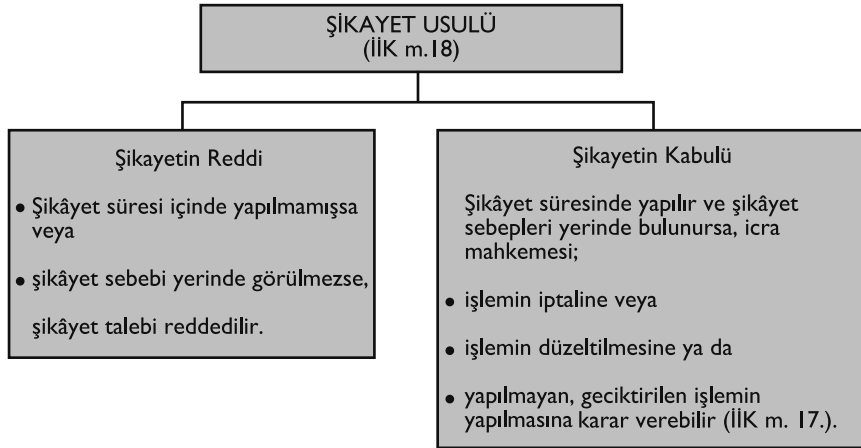 ŞİKAYET USULÜ
(İİK m.18)
Şikayetin Reddi
• Şikâyet süresi içinde yapılmamışsa
veya
• şikâyet sebebi yerinde görülmezse,
şikâyet talebi reddedilir.
Şikayetin Kabulü
Şikâyet süresinde yapılır ve şikâyet
sebepleri yerinde bulunursa, icra
mahkemesi;
• işlemin iptaline veya
• işlemin düzeltilmesine ya da
• yapılmayan, geciktirilen işlemin
yapılmasına karar verebilir (İİK m. 17.).